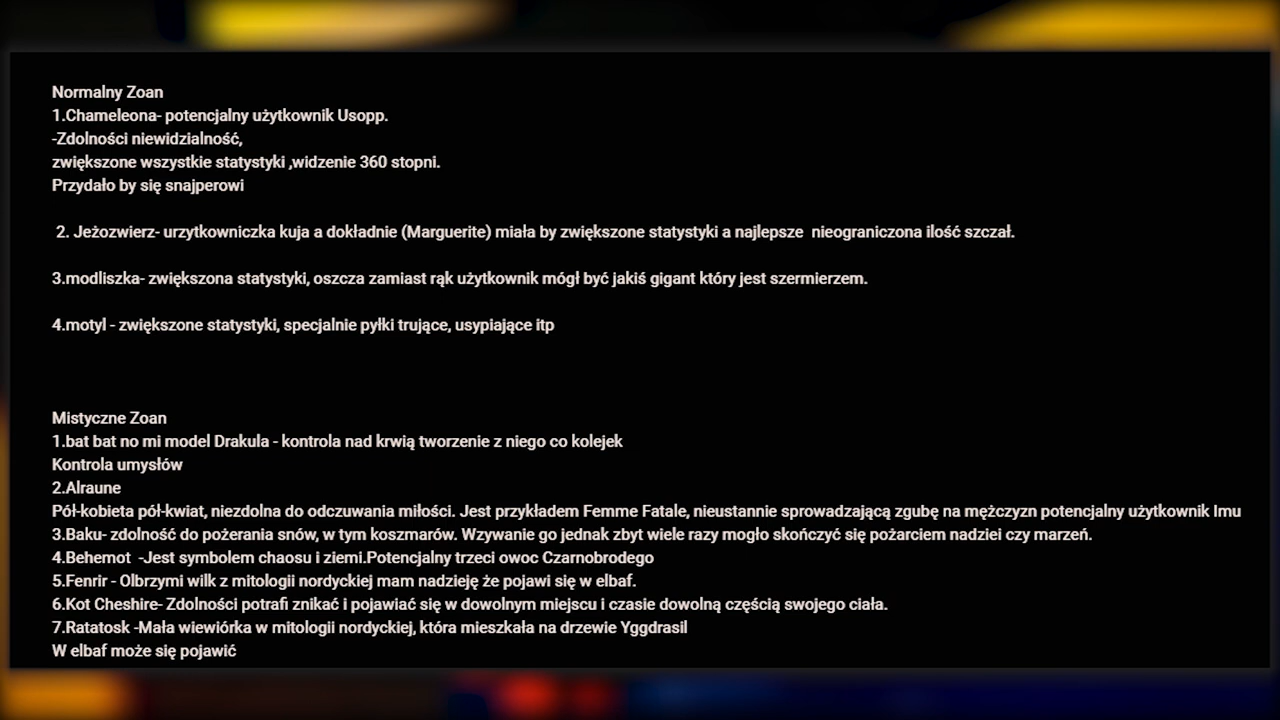 Normalny Zoan
1.Chameleona- potencjalny użytkownik Usopp.
-Zdolności niewidzialność,
zwiększone wszystkie statystyki ,widzenie 360 stopni.
Przydało by się snajperowi
2. Jeżozwierz- urzytkowniczka kuja a dokładnie (Marguerite) miała by zwiększone statystyki a najlepsze nieograniczona ilość szczał.
3.modliszka- zwiększona statystyki, oszcza zamiast rąk użytkownik mógł być jakiś gigant który jest szermierzem.
4.motyl - zwiększone statystyki, specjalnie pyłki trujące, usypiające itp
Mistyczne Zoan
1.bat bat no mi model Drakula - kontrola nad krwią tworzenie z niego co kolejek
Kontrola umysłów
2.Alraune
Pół-kobieta pół-kwiat, niezdolna do odczuwania miłości. Jest przykładem Femme Fatale, nieustannie sprowadzającą zgubę na mężczyzn potencjalny użytkownik Imu
3.Baku- zdolność do pożerania snów, w tym koszmarów. Wzywanie go jednak zbyt wiele razy mogło skończyć się pożarciem nadziei czy marzeń.
4.Behemot -Jest symbolem chaosu i ziemi.Potencjalny trzeci owoc Czarnobrodego
5.Fenrir - Olbrzymi wilk z mitologii nordyckiej mam nadzieję że pojawi się w elbaf.
6.Kot Cheshire- Zdolności potrafi znikać i pojawiać się w dowolnym miejscu i czasie dowolną częścią swojego ciała.
7.Ratatosk -Mała wiewiórka w mitologii nordyckiej, która mieszkała na drzewie Yggdrasil
W elbaf może się pojawić